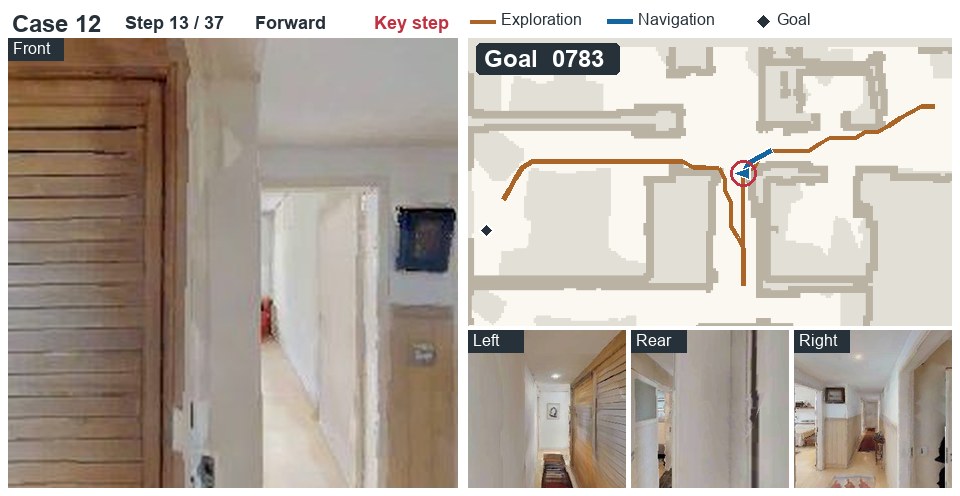 Case 12 Step 13 / 37 Forward Key step
Exploration Navigation Goal
Front
Goal 0783
Left
Rear
Right